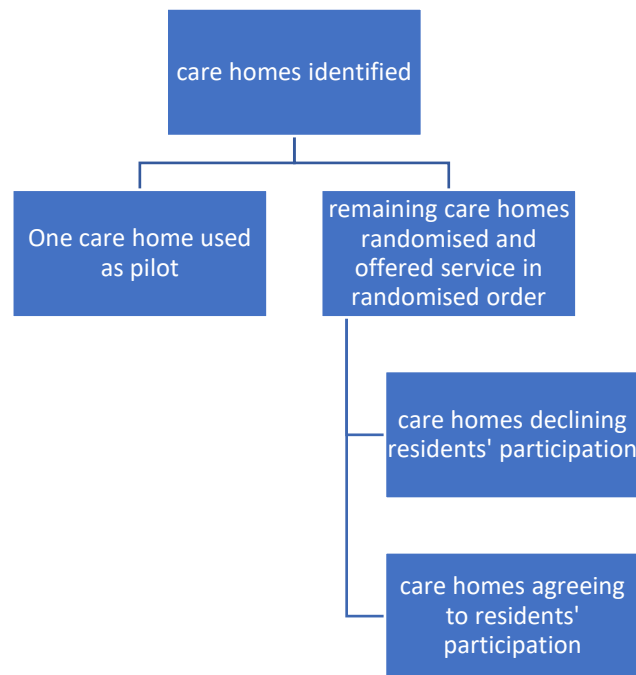 care homes identified
One care home used
as pilot
remaining care homes
randomised and
offered service in
randomised order
care homes declining
residents' participation
care homes agreeing
to residents'
participation